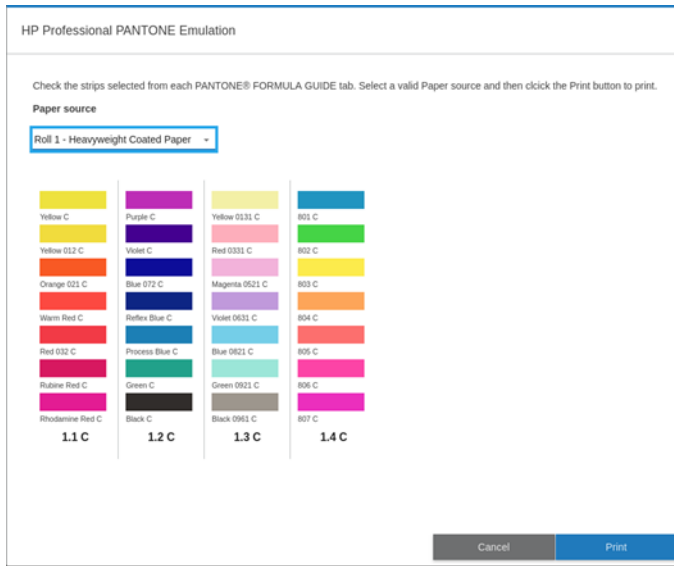 HP Professional PANTONE Emulation
Check the strips selected from each PANTONE® FORMULA GUIDE tab. Select a valid Paper source and then clcick the Print button to print.
Paper source
Roll 1 - Heavyweight Coated Paper
Yellow C
Yellow 012 C
Orange 021 C
Warm Red C
Red 032 C
Rubine Red C
Rhodamine Red C
1.1 C
Purple C
Violet C
Blue 072 C
Reflex Blue C
Process Blue C
Green C
Black C
1.2 C
Yellow 0131 C
Red 0331 C
Magenta 0521 C
Violet 0631 C
Blue 0821 C
Green 0921 C
Black 0961 C
1.3 C
801 C
802 C
803 C
804 C
805 C
806 C
807 C
1.4 C
Cancel
Print